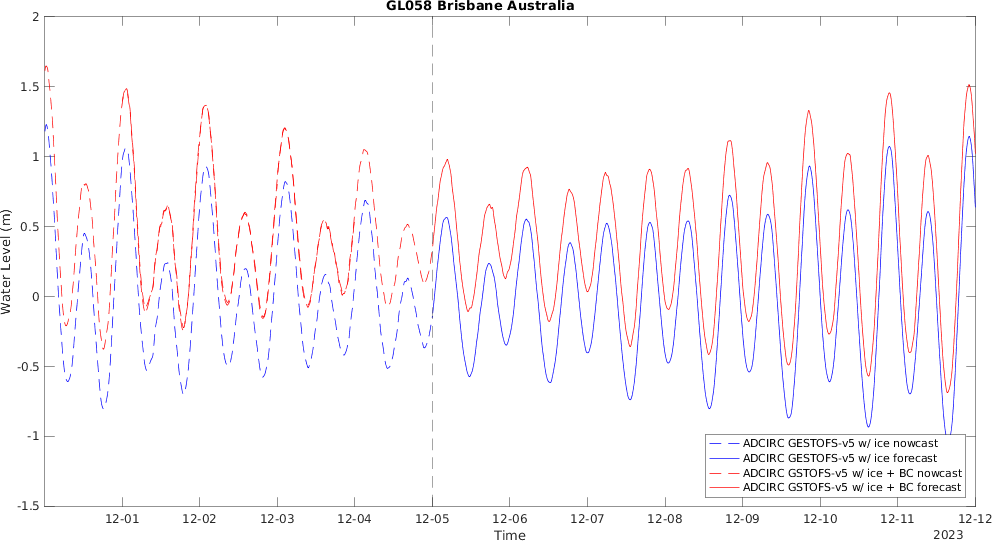 GL058 Brisbane Australia
2
1.5
1
0.5
0
-0.5
-1
-1.5
Water Level (m)
ADCIRC GESTOFS-v5 w/ ice nowcast
ADCIRC GESTOFS-v5 w/ ice forecast
ADCIRC GSTOFS-v5 w/ ice + BC nowcast
ADCIRC GSTOFS-v5 w/ ice + BC forecast
12-01 12-02 12-03 12-04 12-05 12-06 12-07 12-08 12-09 12-10 12-11 12-12
Time
2023